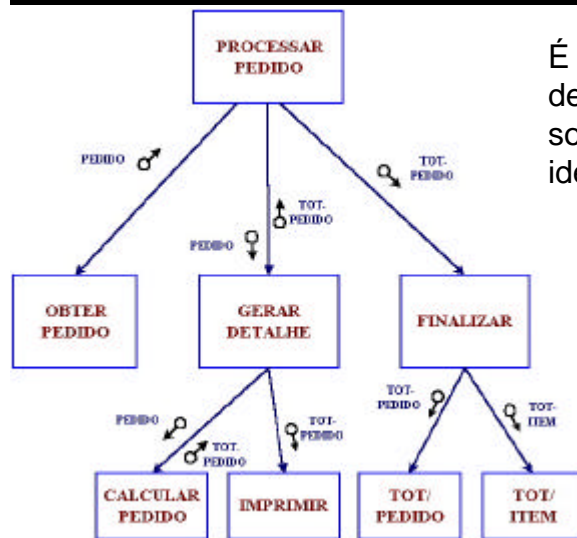 PROCESSAR
PEDIDO
É
de
so
ide
PEDIDO
TOT-
PEDIDO
TOT-
PEDIDO
PEDIDO
OBTER
PEDIDO
GERAR
DETALHE
FINALIZAR
PEDIDO
TOT-
PEDIDO
TOT-
PEDIDO
TOT-
PEDIDO
TOT-
ITEM
CALCULAR
PEDIDO
IMPRIMIR
TOT/
PEDIDO
TOT/
ITEM